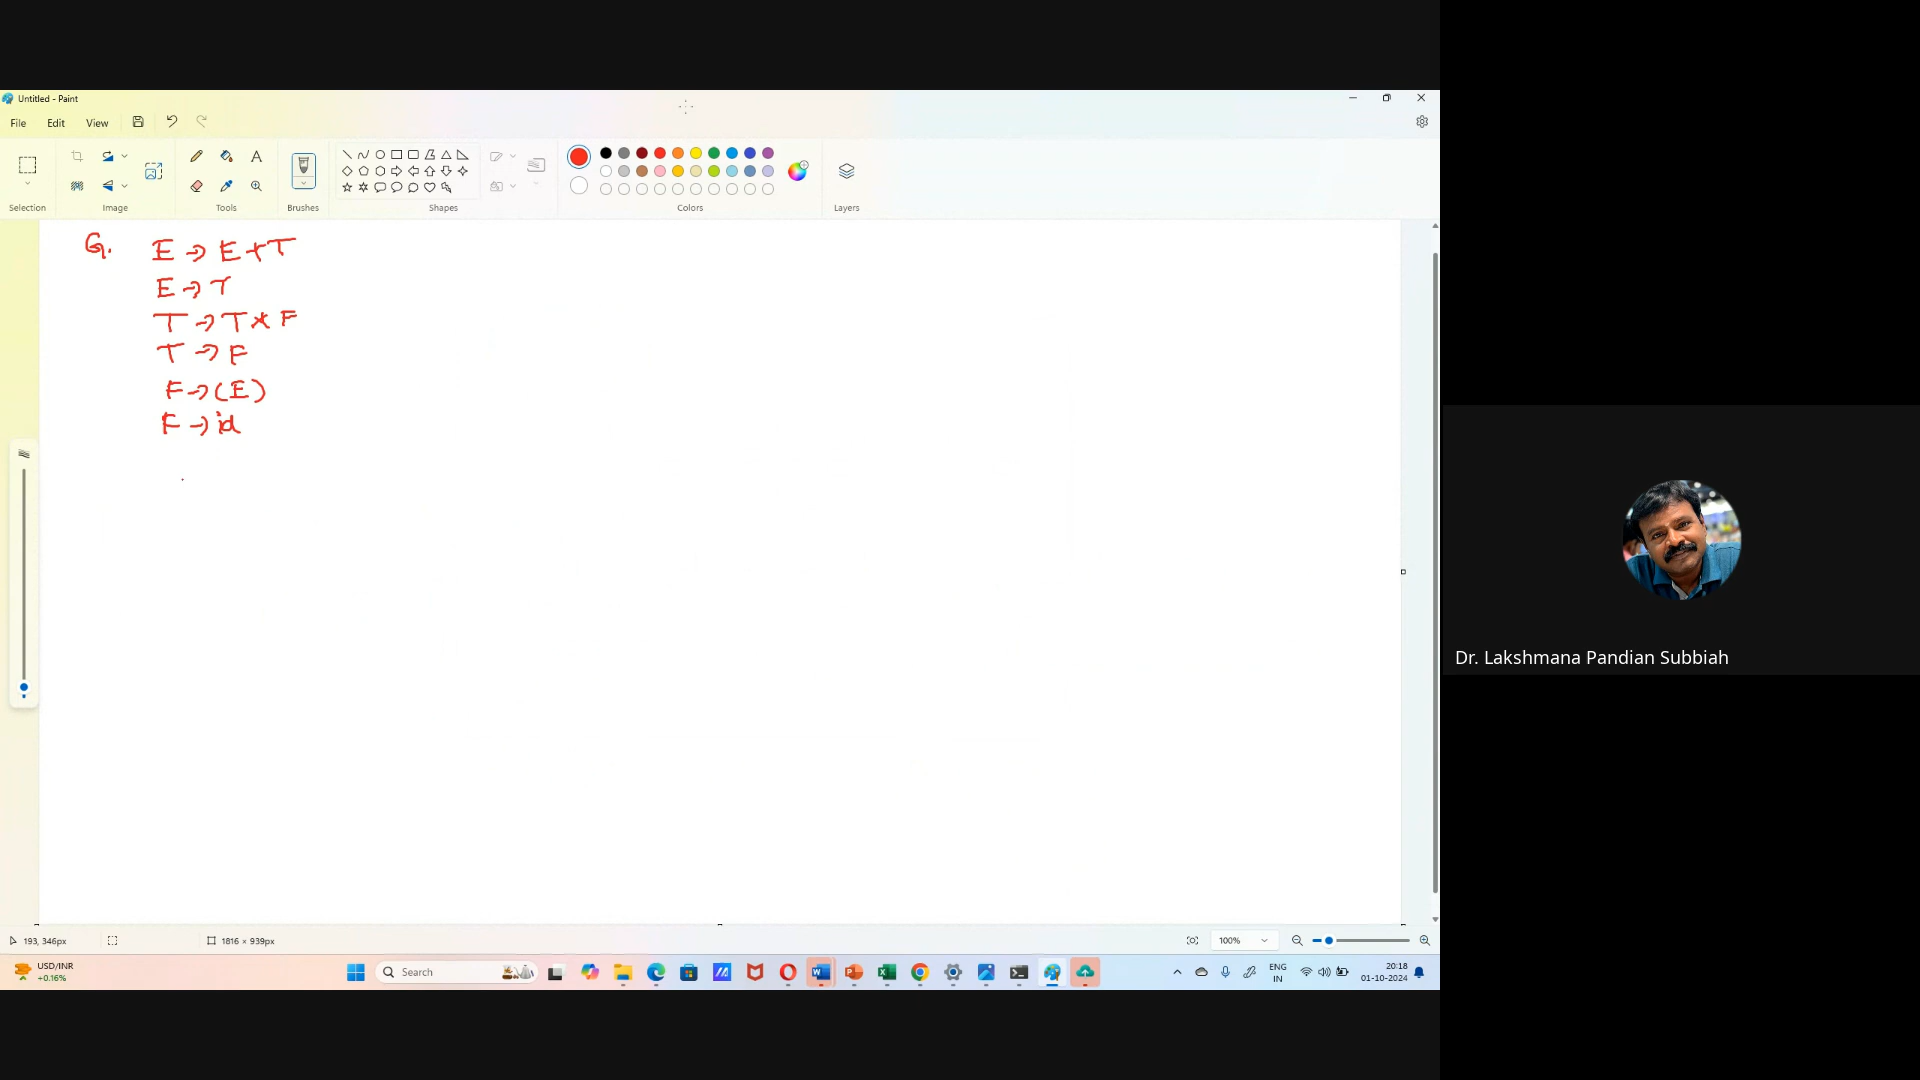 Untitled - Paint
File Edit View
Selection
Image
Tools
Brushes
Shapes
Colors
Layers
G. E → E + T
E → T
T → T * F
T → F
F → (E)
F → id
Dr. Lakshmana Pandian Subbiah
193, 346px
1816 × 939px
100%
USD/INR
+0.16%
Search
ENG
IN
20:18
01-10-2024